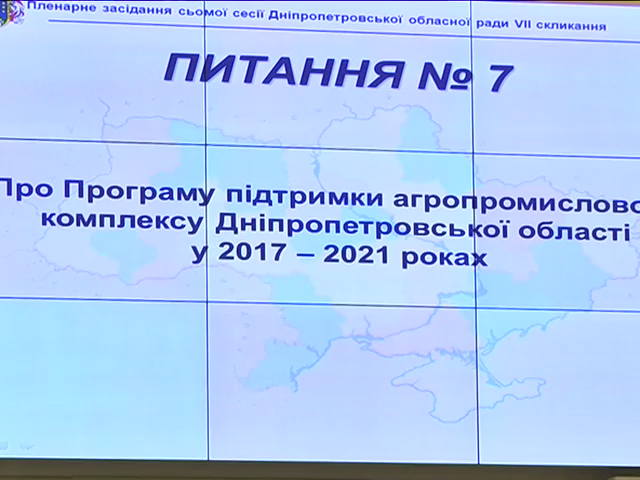 Пленарне засідання сьомої сесії Дніпропетровської обласної ради VII скликання
ПИТАННЯ № 7
Про Програму підтримки агропромислово
комплексу Дніпропетровської області
у 2017 – 2021 роках